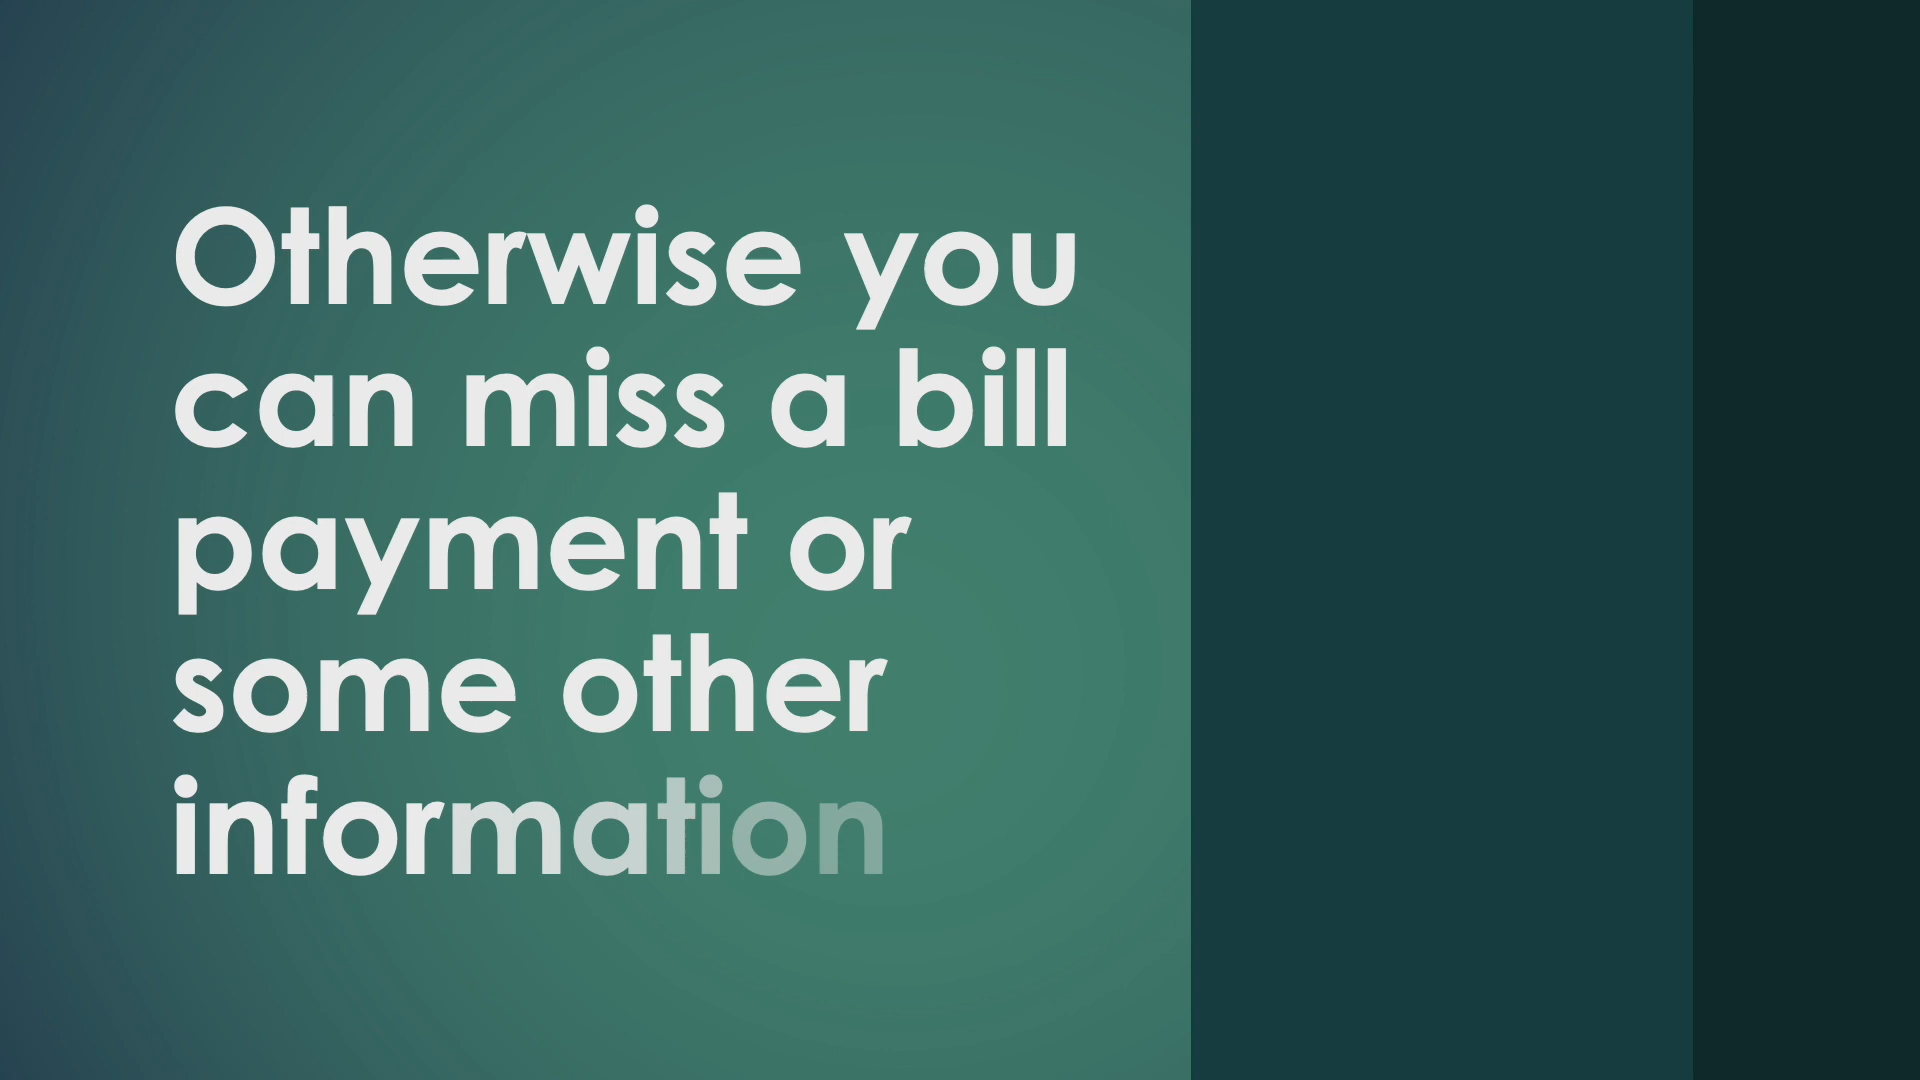 Otherwise you
can miss a bill
payment or
some other
information